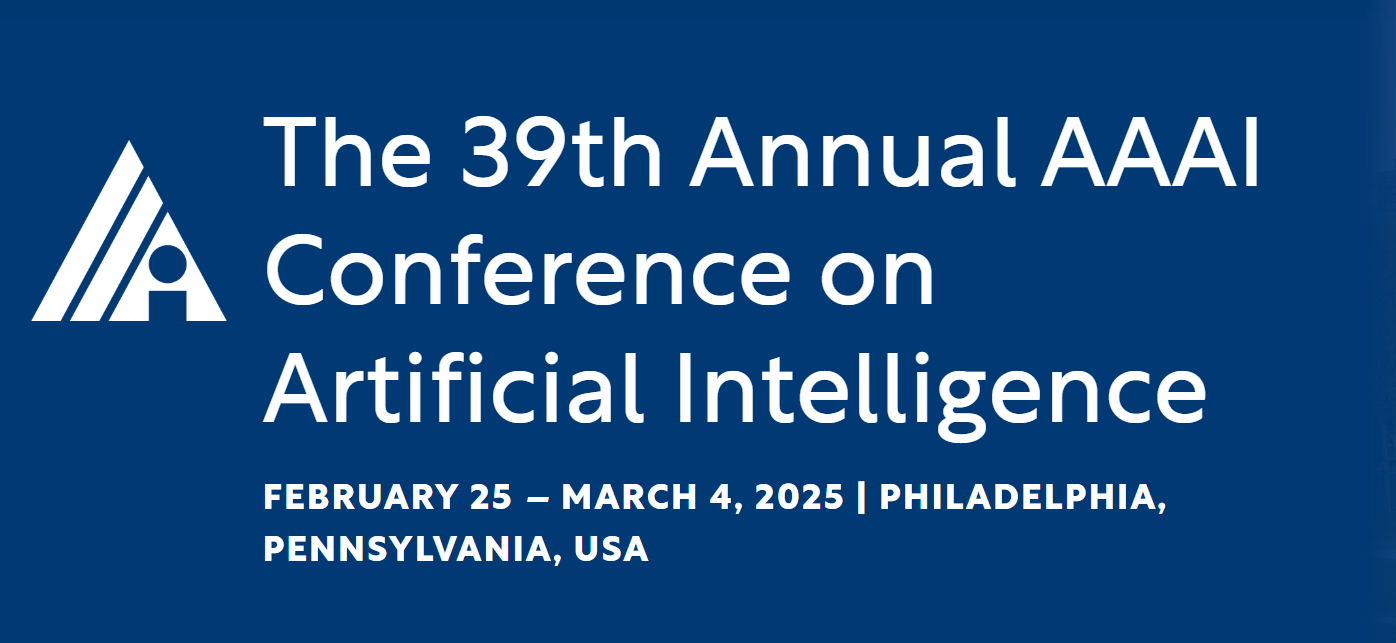 The 39th Annual AAAI
Conference on
Artificial Intelligence
FEBRUARY 25 – MARCH 4, 2025 | PHILADELPHIA,
PENNSYLVANIA, USA